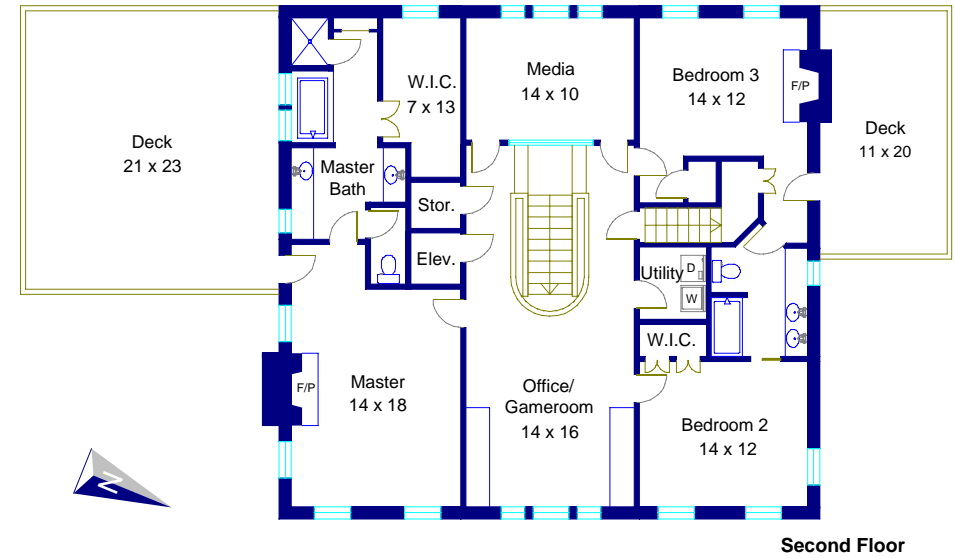 Media
14 x 10
Bedroom 3
14 x 12
W.I.C.
7 x 13
F/P
Deck
21 x 23
Deck
11 x 20
Master
Bath
Stor.
Elev.
Utility
D
W
W.I.C.
F/P
Master
14 x 18
Office/
Gameroom
14 x 16
Bedroom 2
14 x 12
N
Second Floor